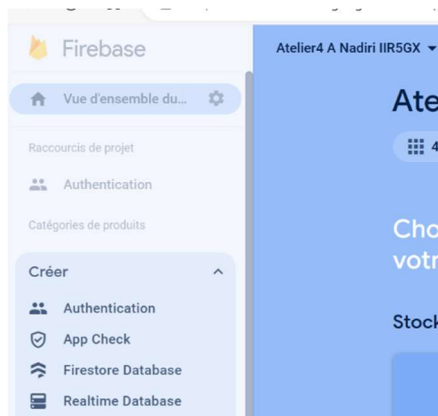 Firebase
Atelier4 A Nadiri IIR5GX
Vue d'ensemble du...
Ate
4
Raccourcis de projet
Authentication
Catégories de produits
Cho
votr
Créer
Authentication
App Check
Stock
Firestore Database
Realtime Database